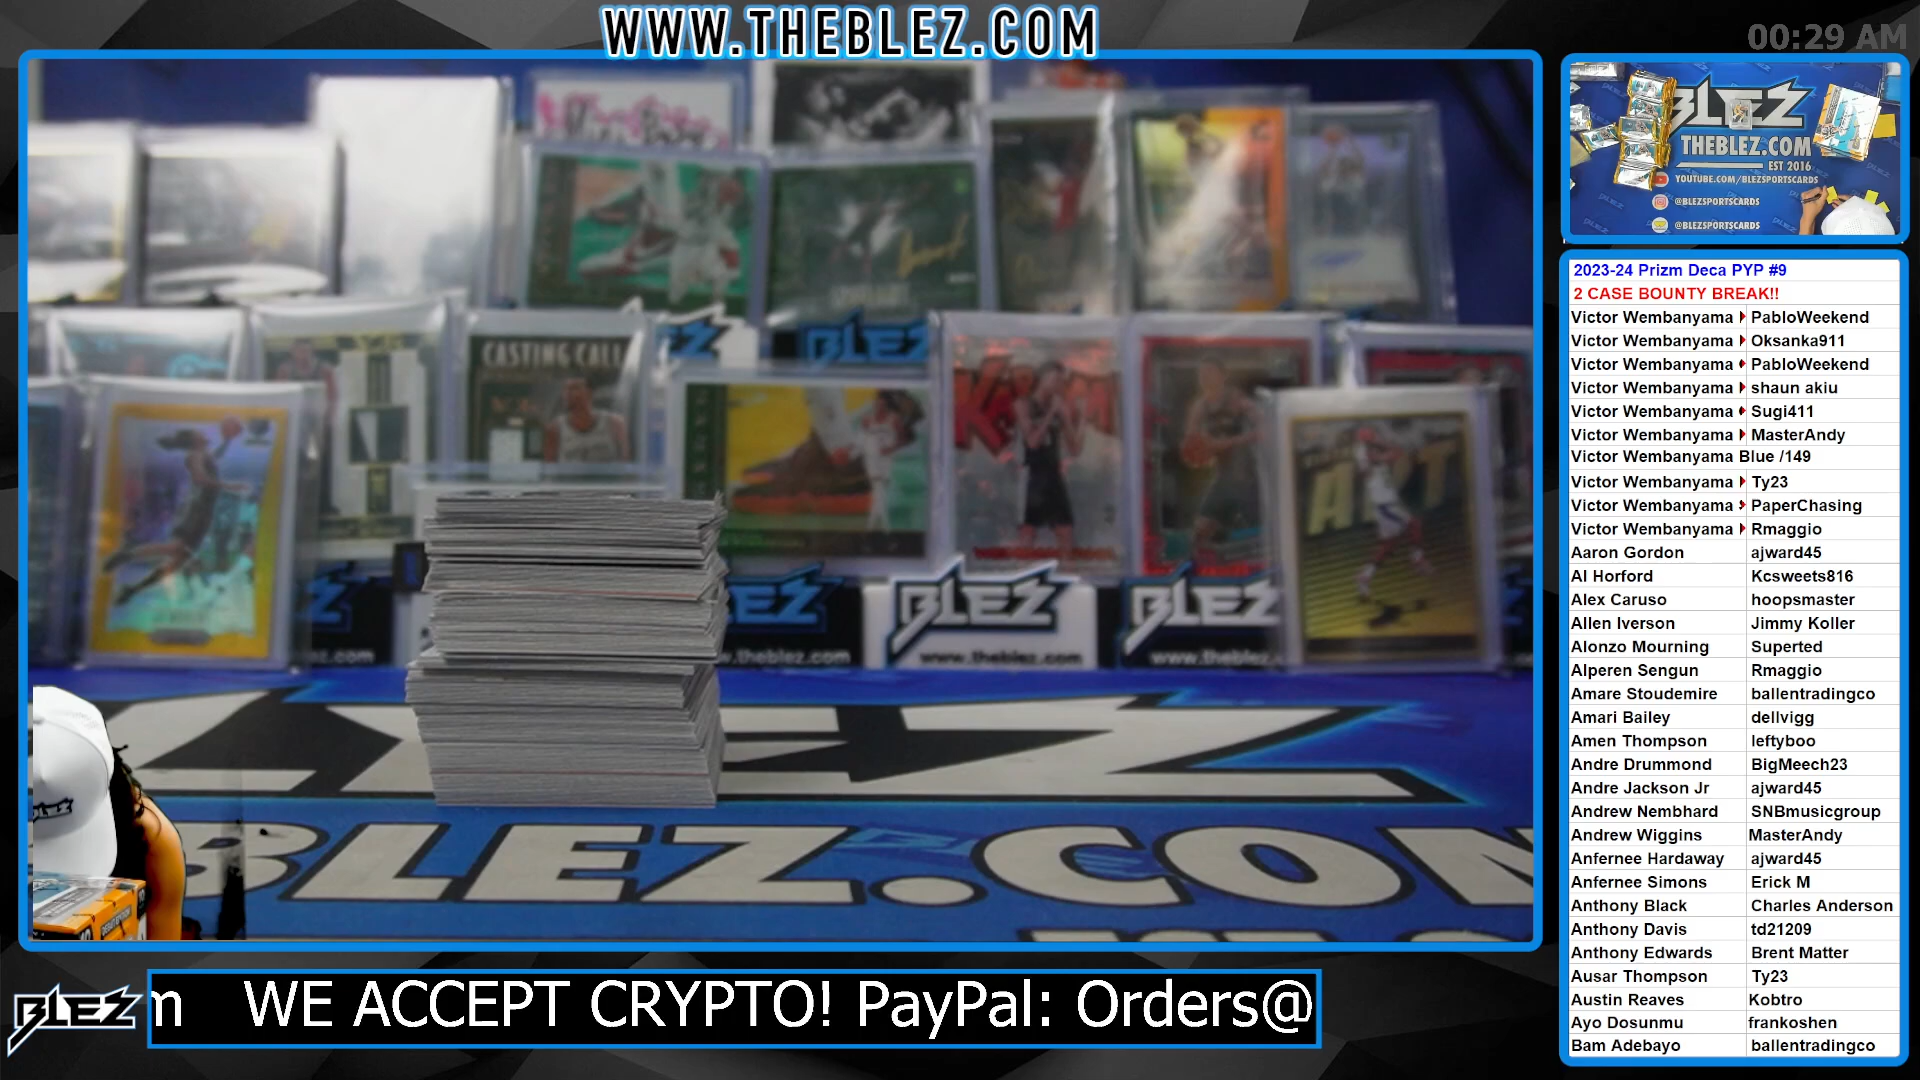 WWW.THEBLEZ.COM
00:29 AM
BLEZ
THEBLEZ.COM
EST 2016
YOUTUBE.COM/BLEZSPORTSCARDS
@BLEZSPORTSCARDS
@BLEZSPORTSCARDS
CASTING CALL
BLEZ
BLEZ
BLEZ
www.theblez.com
www.theblez.com
BLEZ.COM
2023-24 Prizm Deca PYP #9
2 CASE BOUNTY BREAK!!
Victor Wembanyama PabloWeekend
Victor Wembanyama Oksanka911
Victor Wembanyama PabloWeekend
Victor Wembanyama shaun akiu
Victor Wembanyama Sugi411
Victor Wembanyama MasterAndy
Victor Wembanyama Blue /149
Victor Wembanyama Ty23
Victor Wembanyama PaperChasing
Victor Wembanyama Rmaggio
Aaron Gordon ajward45
Al Horford Kcsweets816
Alex Caruso hoopsmaster
Allen Iverson Jimmy Koller
Alonzo Mourning Superted
Alperen Sengun Rmaggio
Amare Stoudemire ballentradingco
Amari Bailey dellvigg
Amen Thompson leftyboo
Andre Drummond BigMeech23
Andre Jackson Jr ajward45
Andrew Nembhard SNBmusicgroup
Andrew Wiggins MasterAndy
Anfernee Hardaway ajward45
Anfernee Simons Erick M
Anthony Black Charles Anderson
Anthony Davis td21209
Anthony Edwards Brent Matter
Ausar Thompson Ty23
Austin Reaves Kobtro
Ayo Dosunmu frankoshen
Bam Adebayo ballentradingco
BLEZ
m WE ACCEPT CRYPTO! PayPal: Orders@